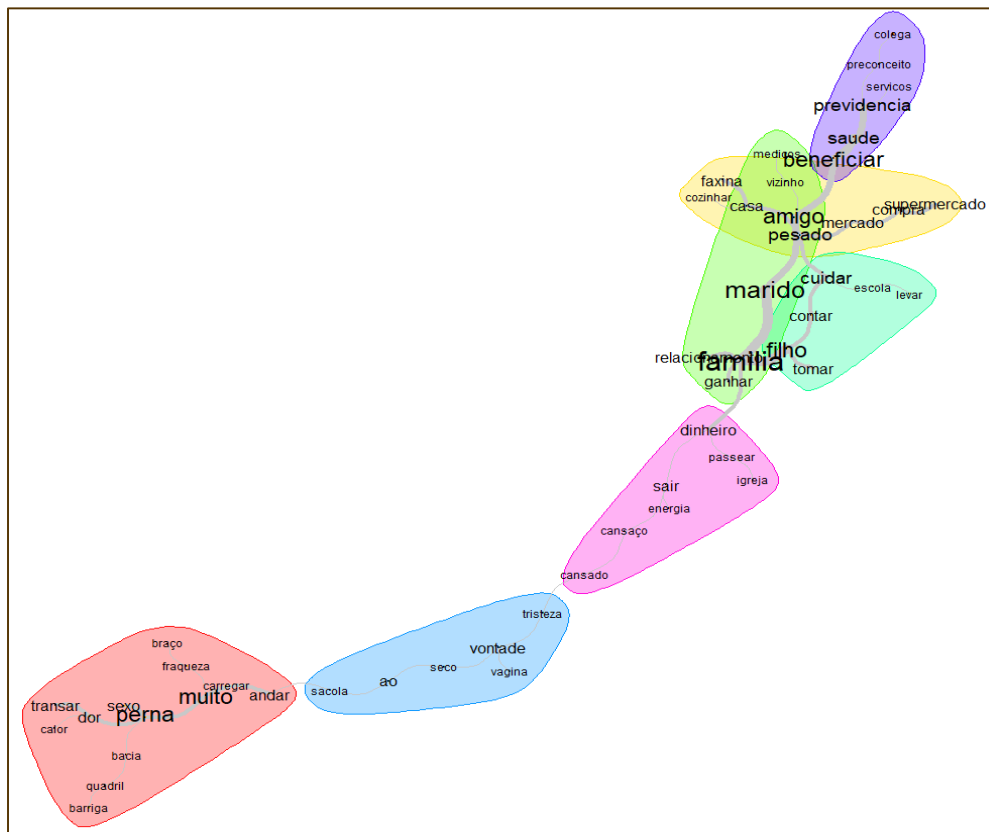 colega
preconceito
servicos
previdencia
saude
medicos
beneficiar
faxina
vizinho
cozinhar
casa
supermercado
compra
amigo
mercado
pesado
cuidar
marido
escola
levar
contar
filho
relacionamento
familia
tomar
ganhar
dinheiro
passear
igreja
sair
energia
cansaço
cansado
tristeza
vontade
seco
vagina
ao
sacola
braço
fraqueza
carregar
muito
andar
transar
sexo
dor
perna
calor
bacia
quadril
barriga